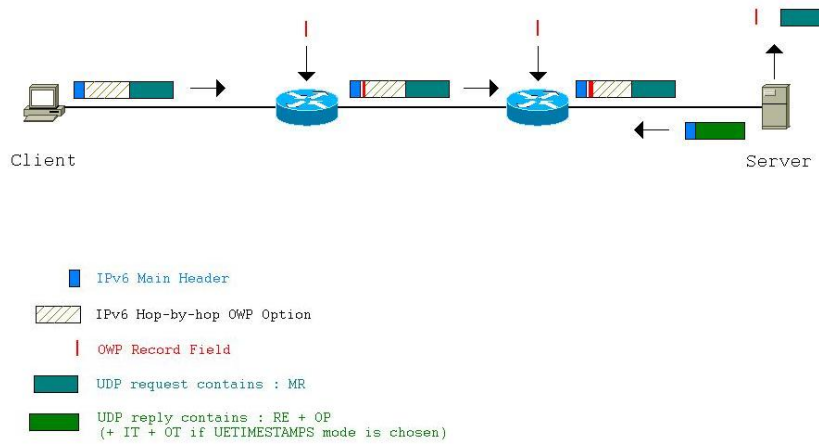 Client
Server
IPv6 Main Header
IPv6 Hop-by-hop OWP Option
OWP Record Field
UDP request contains : MR
UDP reply contains : RE + OP
(+ IT + OT if UETIMESTAMPS mode is chosen)